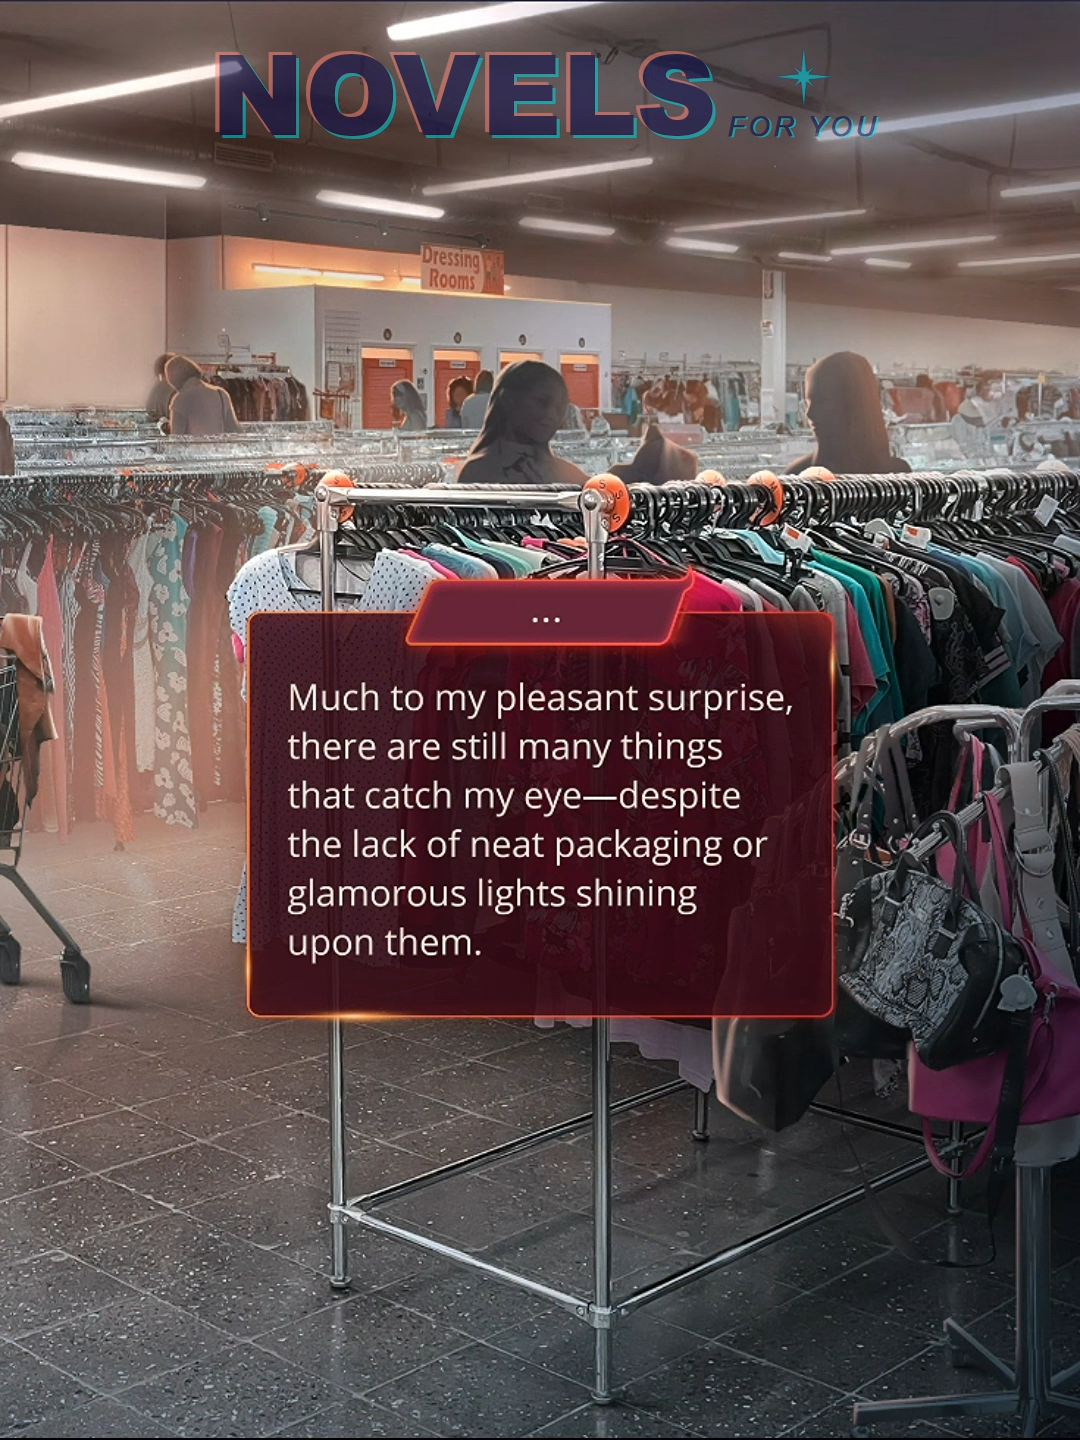 NOVELS
FOR YOU
Dressing
Rooms
...
Much to my pleasant surprise,
there are still many things
that catch my eye—despite
the lack of neat packaging or
glamorous lights shining
upon them.